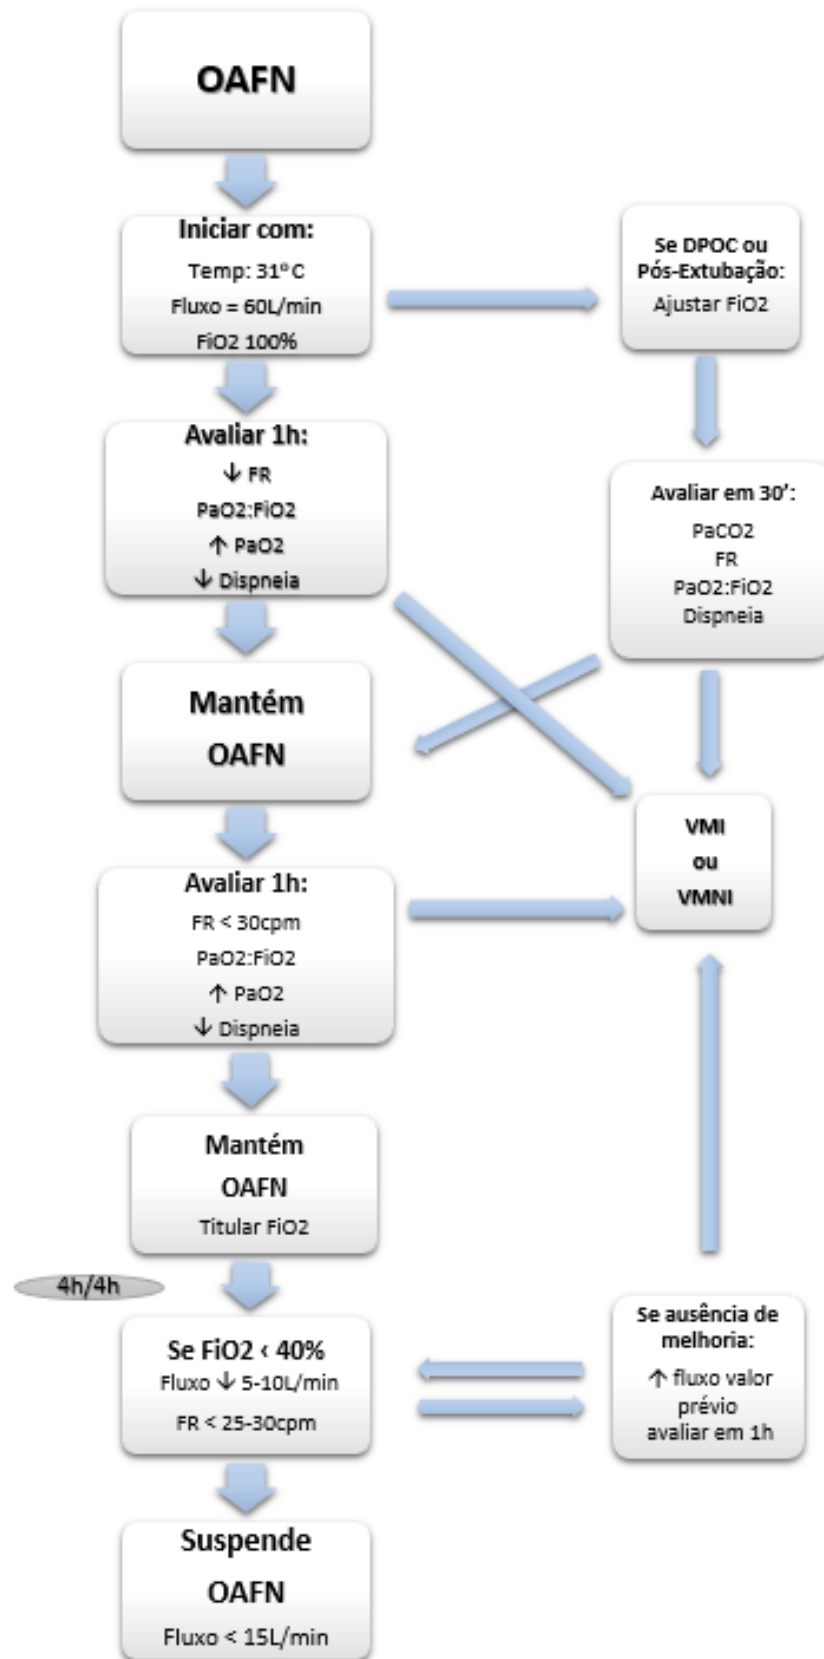 OAFN
Iniciar com:
Temp: 31º C
Fluxo = 60L/min
FiO2 100%
Se DPOC ou
Pós-Extubação:
Ajustar FiO2
Avaliar 1h:
↓ FR
PaO2:FiO2
↑ PaO2
↓ Dispneia
Avaliar em 30’:
PaCO2
FR
PaO2:FiO2
Dispneia
Mantém
OAFN
VMI
ou
VMNI
Avaliar 1h:
FR < 30cpm
PaO2:FiO2
↑ PaO2
↓ Dispneia
Mantém
OAFN
Titular FiO2
4h/4h
Se FiO2 < 40%
Fluxo ↓ 5-10L/min
FR < 25-30cpm
Se ausência de
melhoria:
↑ fluxo valor
prévio
avaliar em 1h
Suspende
OAFN
Fluxo < 15L/min